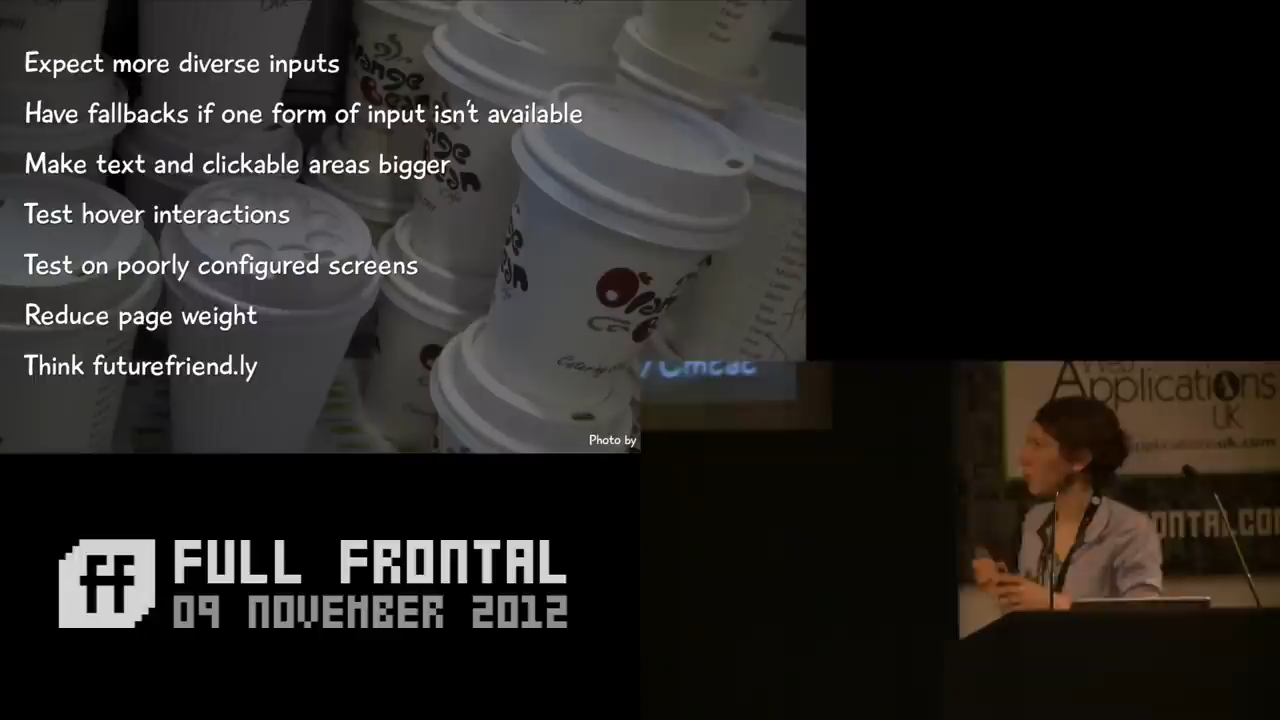 Expect more diverse inputs
Have fallbacks if one form of input isn't available
Make text and clickable areas bigger
Test hover interactions
Test on poorly configured screens
Reduce page weight
Think futurefriend.ly
Photo by
ff FULL FRONTAL
09 NOVEMBER 2012
Web
Applications
UK